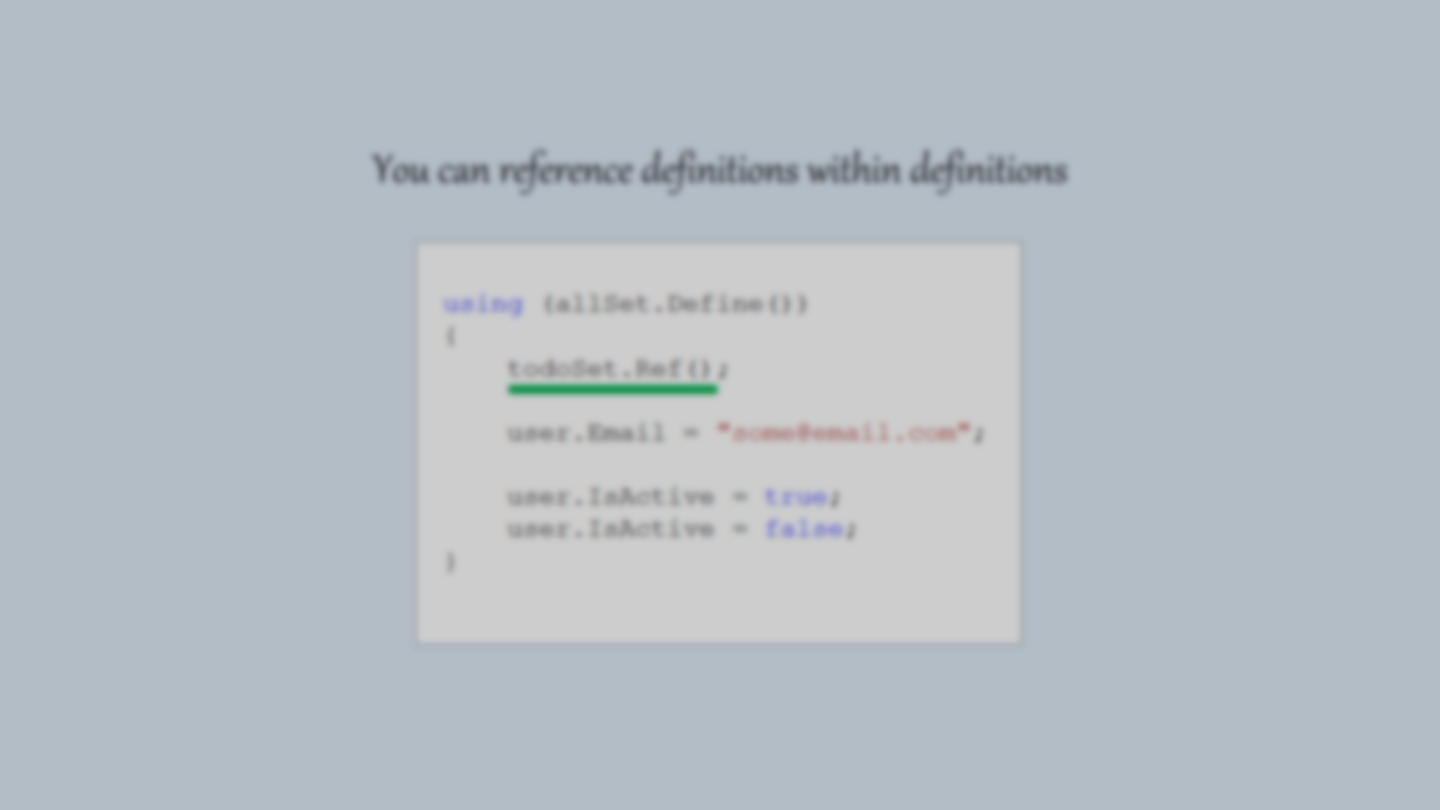 You can reference definitions within definitions
using (allSet.Define())
{
    todoSet.Ref();
    user.Email = "some@email.com";
    user.IsActive = true;
    user.IsActive = false;
}